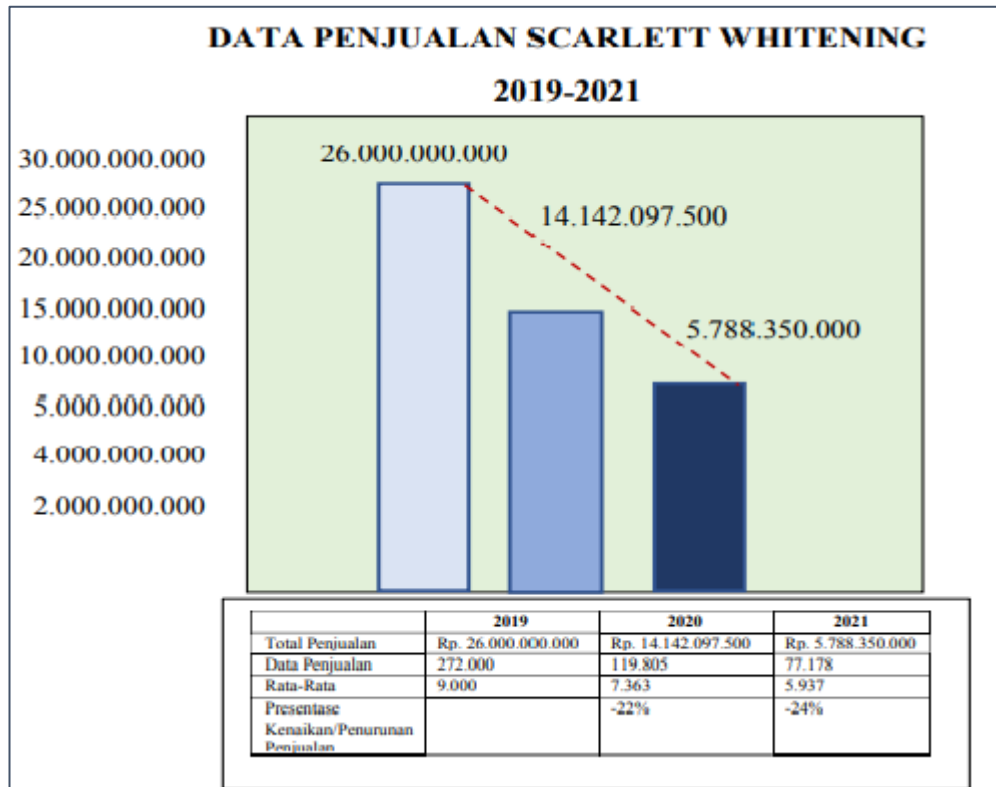 DATA PENJUALAN SCARLETT WHITENING
2019-2021
30.000.000.000
25.000.000.000
20.000.000.000
15.000.000.000
10.000.000.000
5.000.000.000
4.000.000.000
2.000.000.000
26.000.000.000
14.142.097.500
5.788.350.000
2019 2020 2021
Total Penjualan Rp. 26.000.000.000 Rp. 14.142.097.500 Rp. 5.788.350.000
Data Penjualan 272.000 119.805 77.178
Rata-Rata 9.000 7.363 5.937
Presentase -22% -24%
Kenaikan/Penurunan
Penjualan